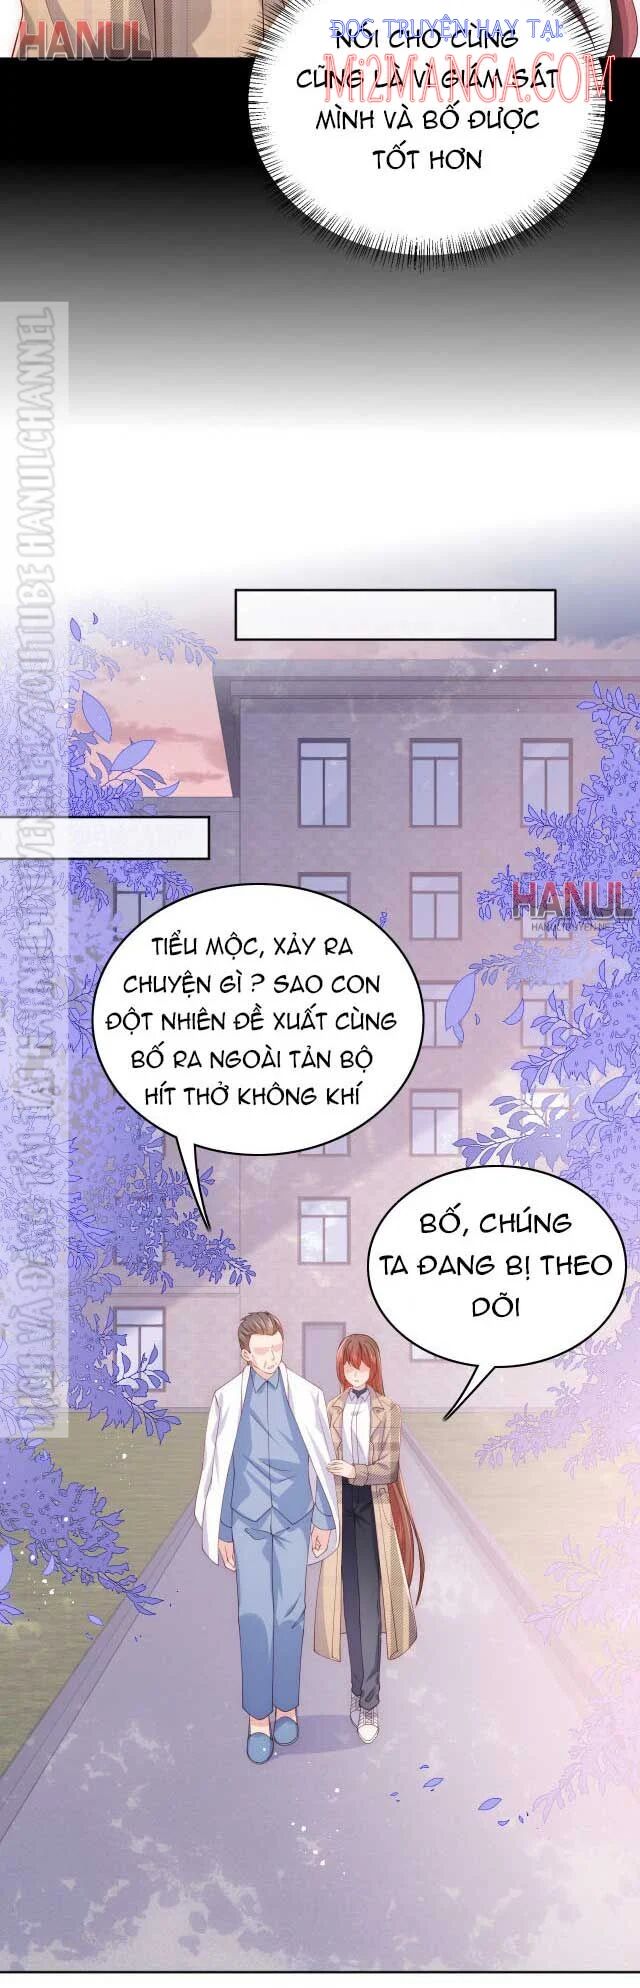 HANUL
ĐỌC TRUYỆN HAY TẠI:
MI2MANGA.COM
NÓI CHO CÙNG
CŨNG LÀ VÌ GIÁM SÁT
MÌNH VÀ BỐ ĐƯỢC
TỐT HƠN
HANUL
TIỂU MỘC, XẢY RA
CHUYỆN GÌ ? SAO CON
ĐỘT NHIÊN ĐỀ XUẤT CÙNG
BỐ RA NGOÀI TẢN BỘ
HÍT THỞ KHÔNG KHÍ
BỐ, CHÚNG
TA ĐANG BỊ THEO
DÕI